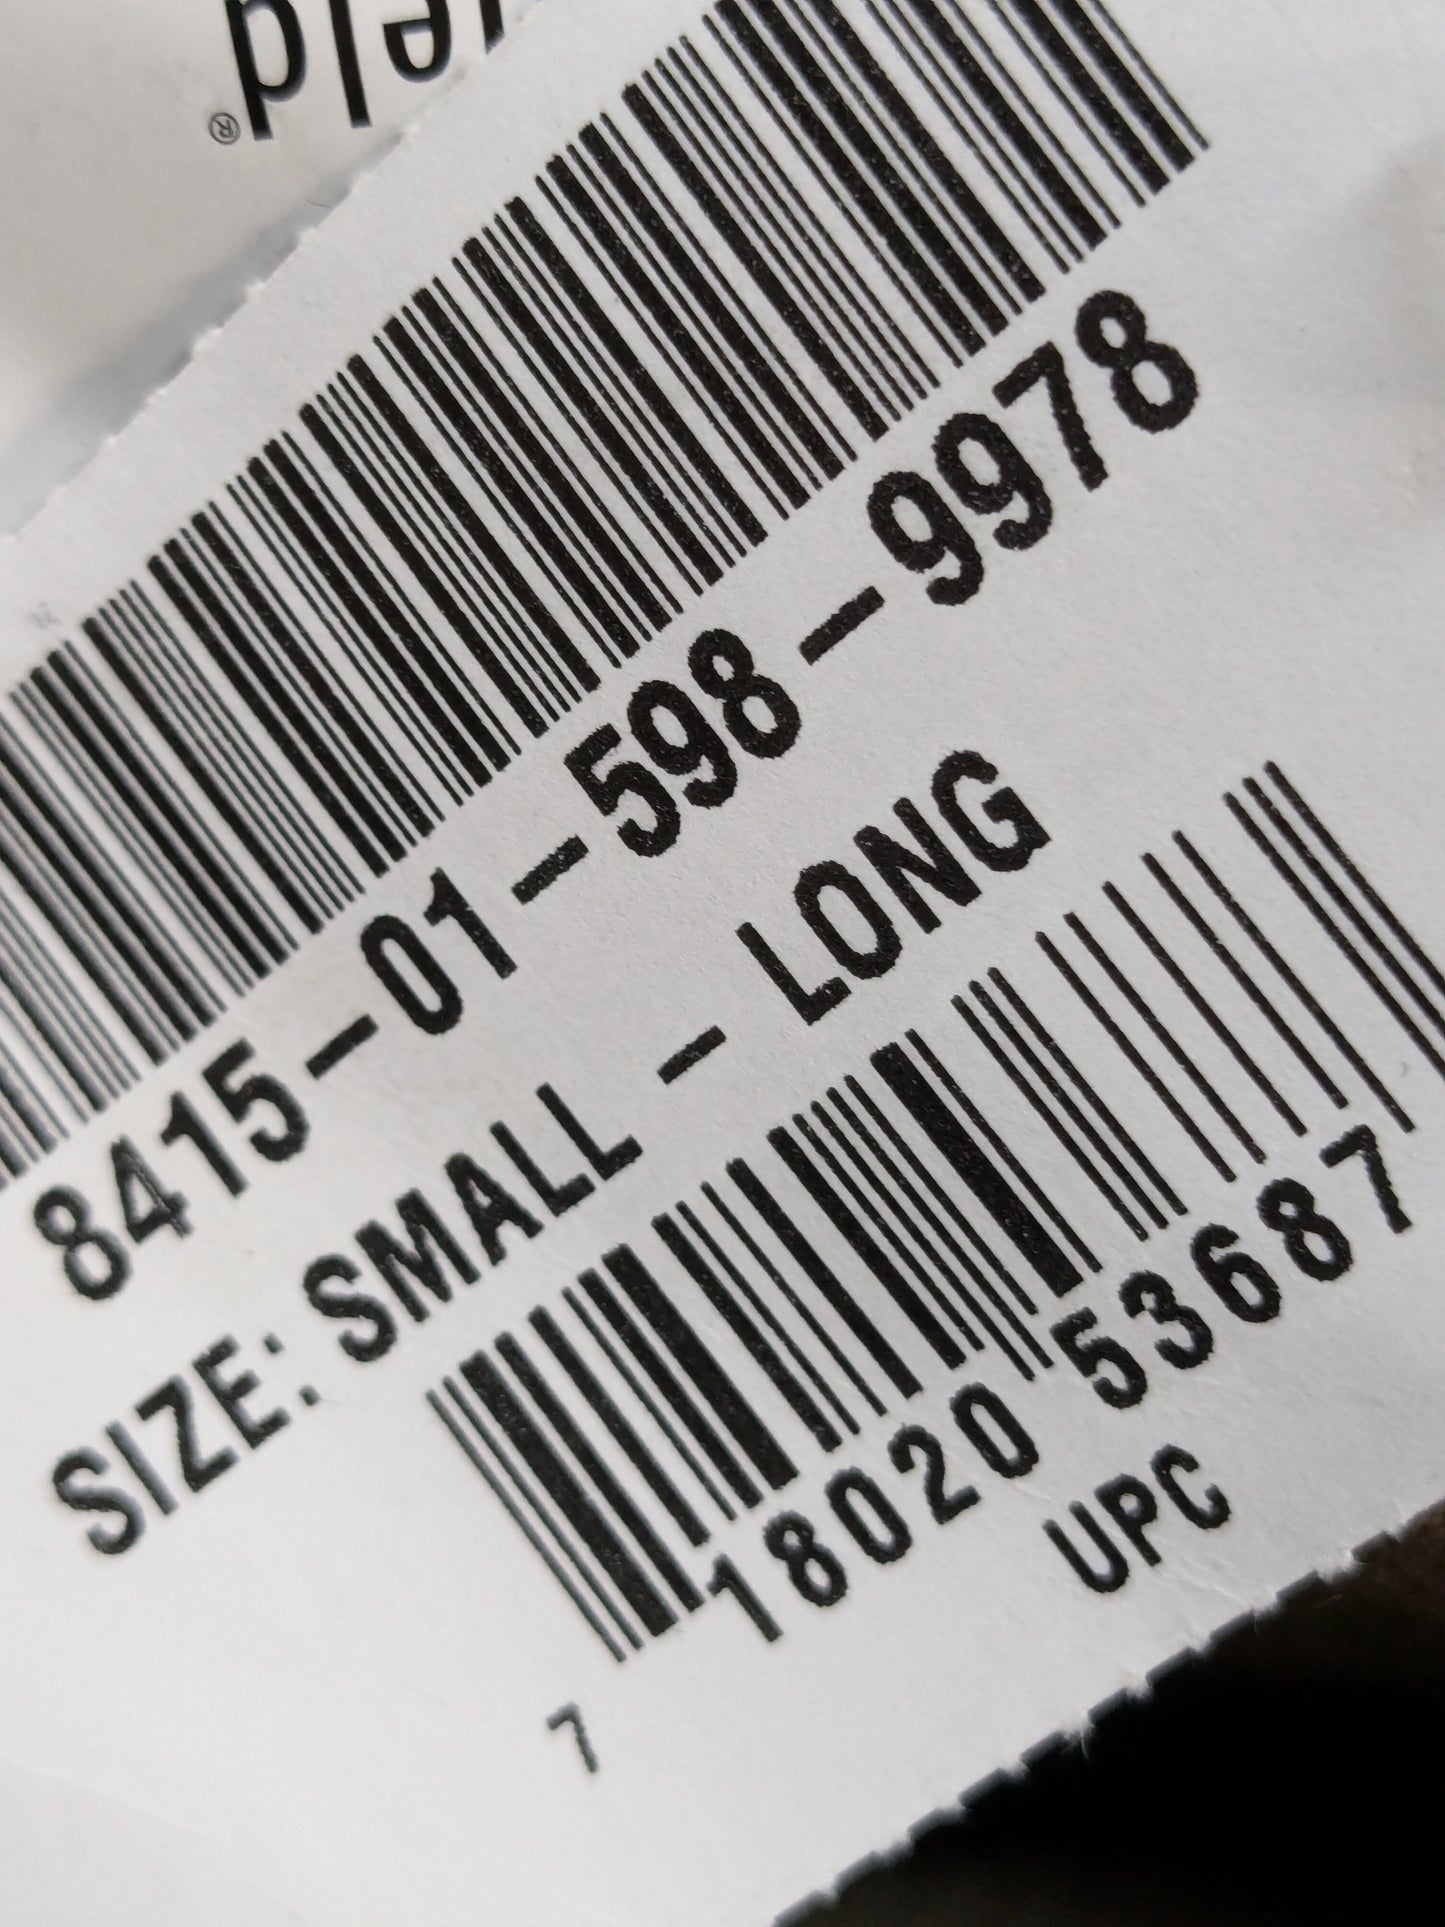 8415-01-598-9978
SIZE: SMALL - LONG
7 18020 53687
UPC